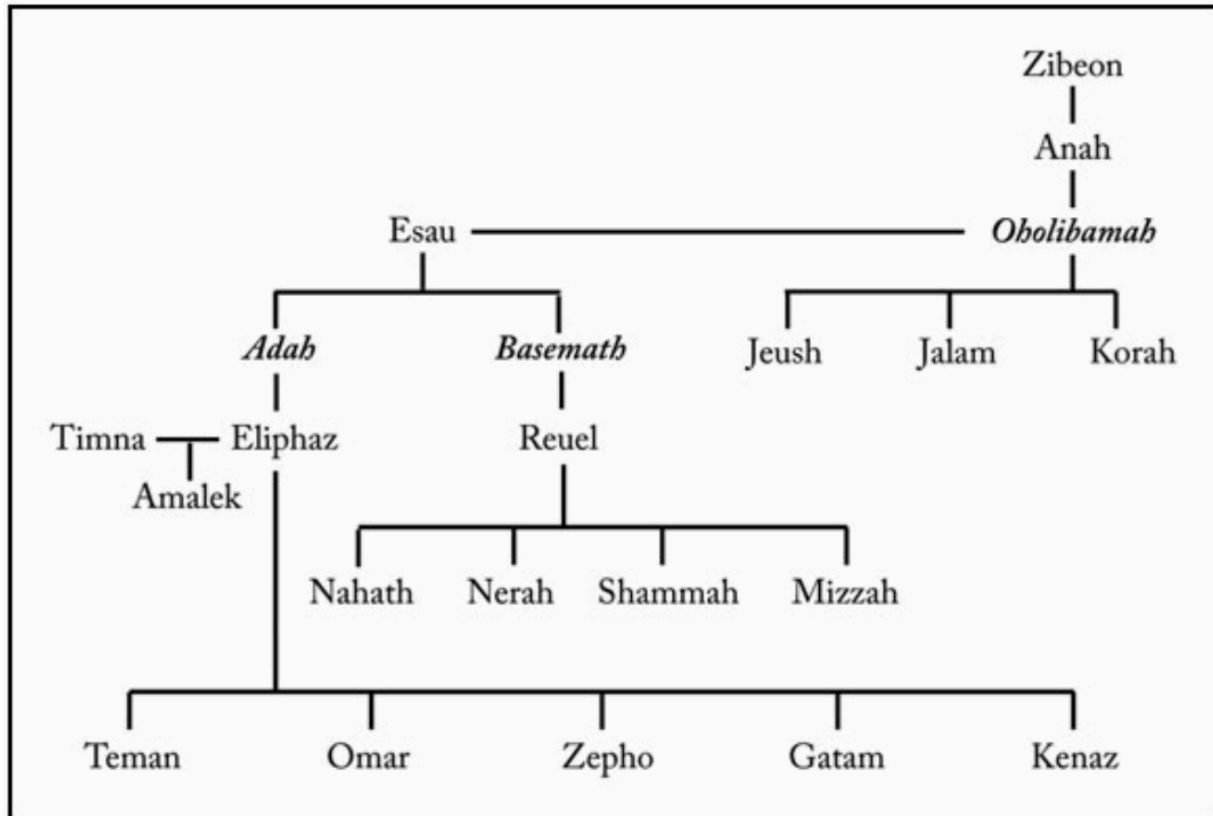 Zibeon
Anah
Esau Oholibamah
Adah Basemath Jeush Jalam Korah
Timna Eliphaz Reuel
Amalek
Nahath Nerah Shammah Mizzah
Teman Omar Zepho Gatam Kenaz